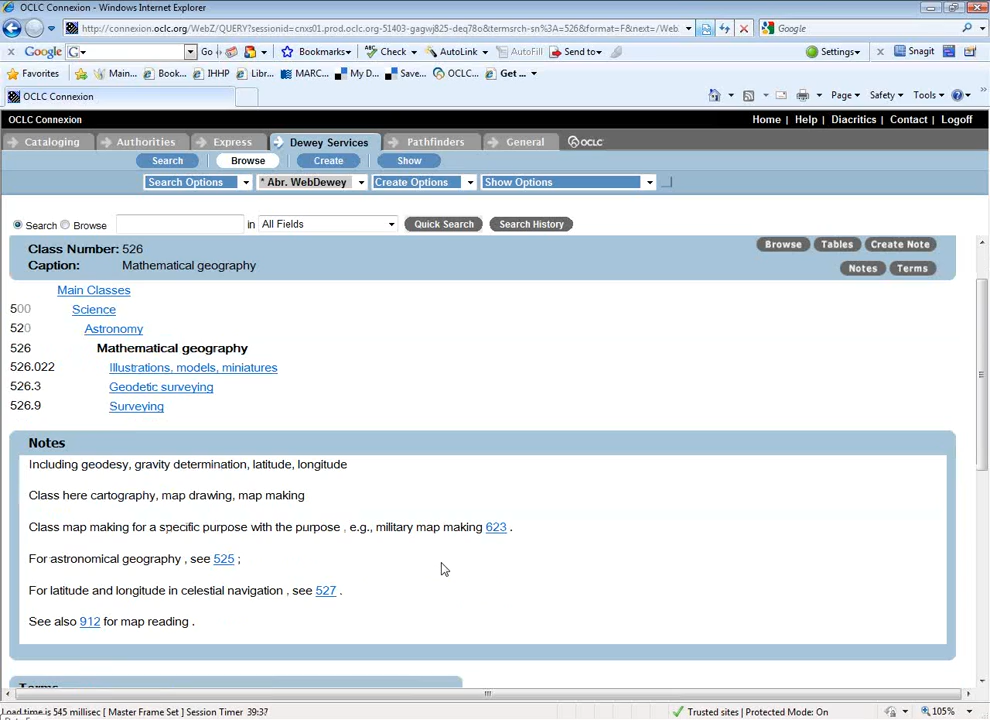 OCLC Connexion - Windows Internet Explorer
http://connexion.oclc.org/WebZ/QUERY?sessionid=cnxs01.prod.oclc.org-51403-gagwj825-deq78o&termsrch-sn%3A=526&format=F&next=/Web.
Google
Google G Go Bookmarks Check AutoLink AutoFill Send to Settings Snagit
Favorites Main... Book... IHHP Libr... MARC... My D... Save... OCLC... Get ...
OCLC Connexion
Page Safety Tools
OCLC Connexion
Home | Help | Diacritics | Contact | Logoff
Cataloging Authorities Express Dewey Services Pathfinders General OCLC
Search Browse Create Show
Search Options * Abr. WebDewey Create Options Show Options
Search Browse in All Fields Quick Search Search History
Class Number: 526
Browse Tables Create Note
Caption: Mathematical geography
Notes Terms
Main Classes
500 Science
520 Astronomy
526 Mathematical geography
526.022 Illustrations, models, miniatures
526.3 Geodetic surveying
526.9 Surveying
Notes
Including geodesy, gravity determination, latitude, longitude
Class here cartography, map drawing, map making
Class map making for a specific purpose with the purpose , e.g., military map making 623 .
For astronomical geography , see 525 ;
For latitude and longitude in celestial navigation , see 527 .
See also 912 for map reading .
Terms
Load time is 545 millisec [ Master Frame Set ] Session Timer 39:37
Trusted sites | Protected Mode: On
105%